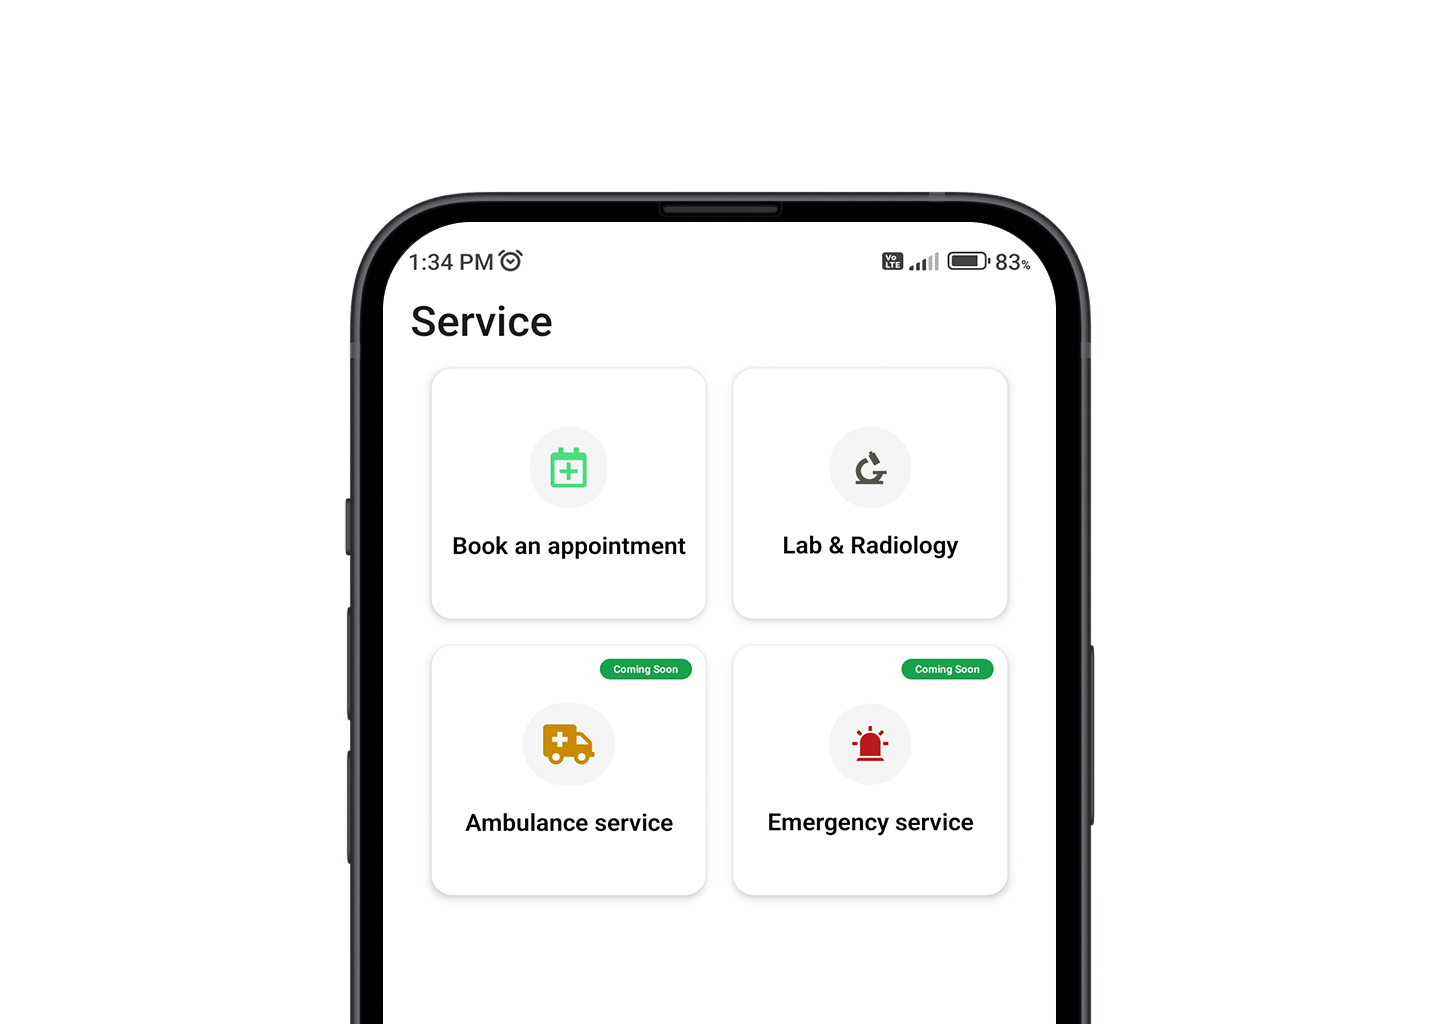 1:34 PM
Vo LTE
83%
Service
Book an appointment
Lab & Radiology
Coming Soon
Coming Soon
Ambulance service
Emergency service